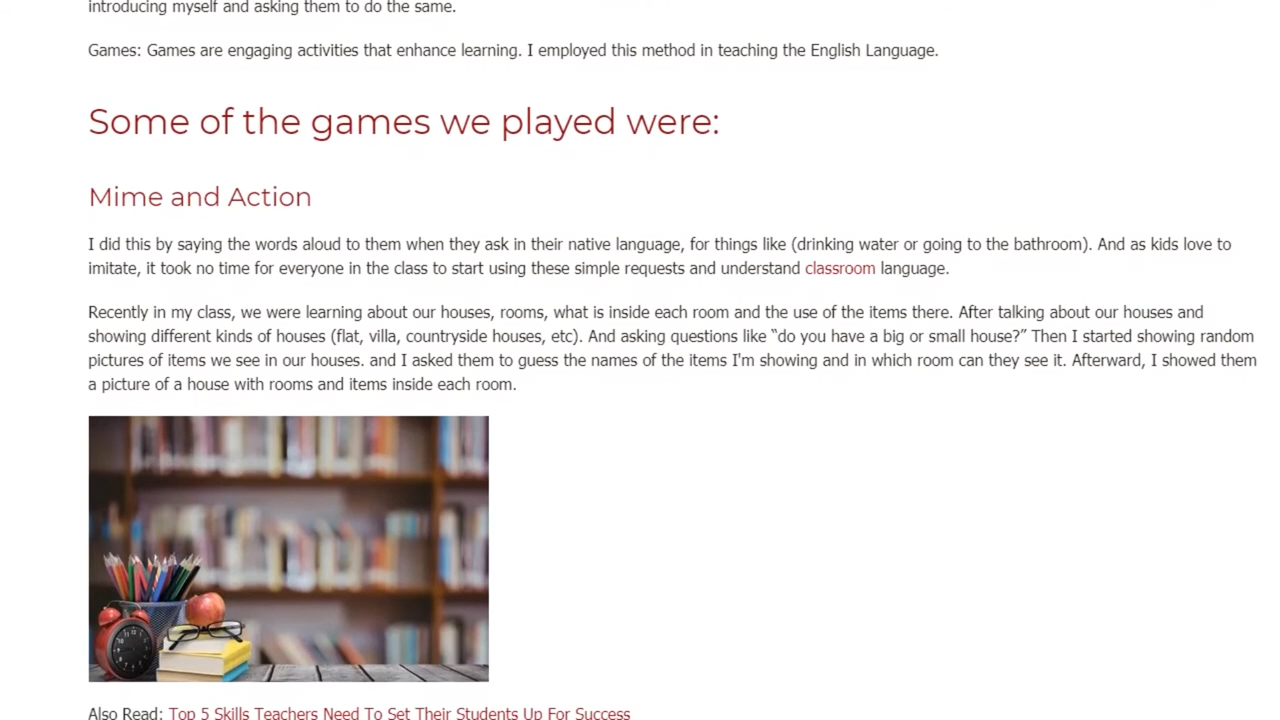 introducing myself and asking them to do the same.
Games: Games are engaging activities that enhance learning. I employed this method in teaching the English Language.
Some of the games we played were:
Mime and Action
I did this by saying the words aloud to them when they ask in their native language, for things like (drinking water or going to the bathroom). And as kids love to
imitate, it took no time for everyone in the class to start using these simple requests and understand classroom language.
Recently in my class, we were learning about our houses, rooms, what is inside each room and the use of the items there. After talking about our houses and
showing different kinds of houses (flat, villa, countryside houses, etc). And asking questions like “do you have a big or small house?” Then I started showing random
pictures of items we see in our houses. and I asked them to guess the names of the items I'm showing and in which room can they see it. Afterward, I showed them
a picture of a house with rooms and items inside each room.
Also Read: Top 5 Skills Teachers Need To Set Their Students Up For Success